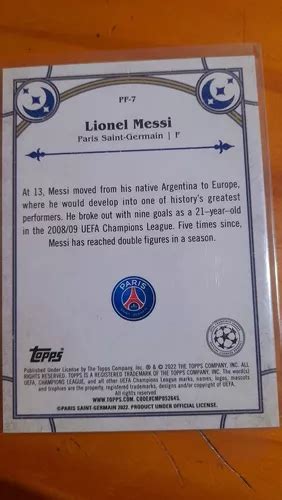 PF-7
Lionel Messi
Paris Saint-Germain | F
At 13, Messi moved from his native Argentina to Europe,
where he would develop into one of history's greatest
performers. He broke out with nine goals as a 21-year-old
in the 2008/09 UEFA Champions League. Five times since,
Messi has reached double figures in a season.
PARIS
SAINT-GERMAIN
topps
Published Under License by The Topps Company, Inc. ® & © 2022 THE TOPPS COMPANY, INC. ALL
RIGHTS RESERVED. TOPPS IS A REGISTERED TRADEMARK OF THE TOPPS COMPANY, INC. The word(s)
UEFA, CHAMPIONS LEAGUE, and all other UEFA Champions League marks, names, logos, mascots
and trophies are the property, registered trademarks, designs and/or copyright of UEFA.
WWW.TOPPS.COM. CODE#CMP052645.
©PARIS SAINT-GERMAIN 2022. PRODUCT UNDER OFFICIAL LICENSE.